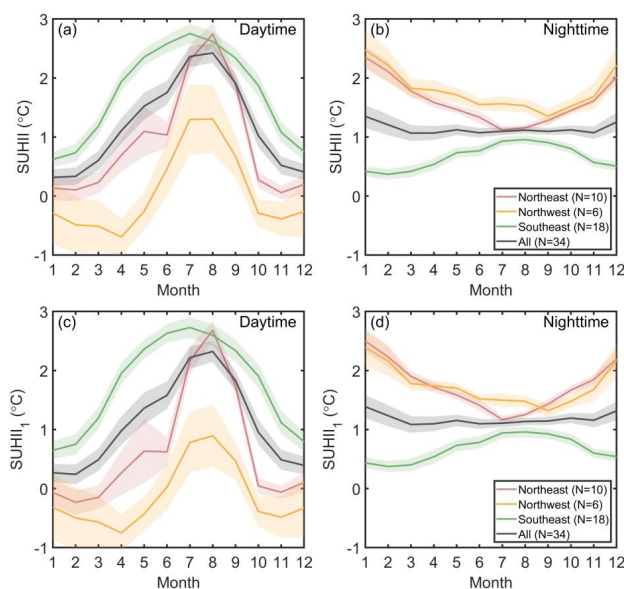 (a) Daytime
SUHII (°C)
3
2
1
0
-1
1 2 3 4 5 6 7 8 9 10 11 12
Month
(b) Nighttime
SUHII (°C)
3
2
1
0
-1
Northeast (N=10)
Northwest (N=6)
Southeast (N=18)
All (N=34)
1 2 3 4 5 6 7 8 9 10 11 12
Month
(c) Daytime
SUHII₁ (°C)
3
2
1
0
-1
1 2 3 4 5 6 7 8 9 10 11 12
Month
(d) Nighttime
SUHII₁ (°C)
3
2
1
0
-1
Northeast (N=10)
Northwest (N=6)
Southeast (N=18)
All (N=34)
1 2 3 4 5 6 7 8 9 10 11 12
Month